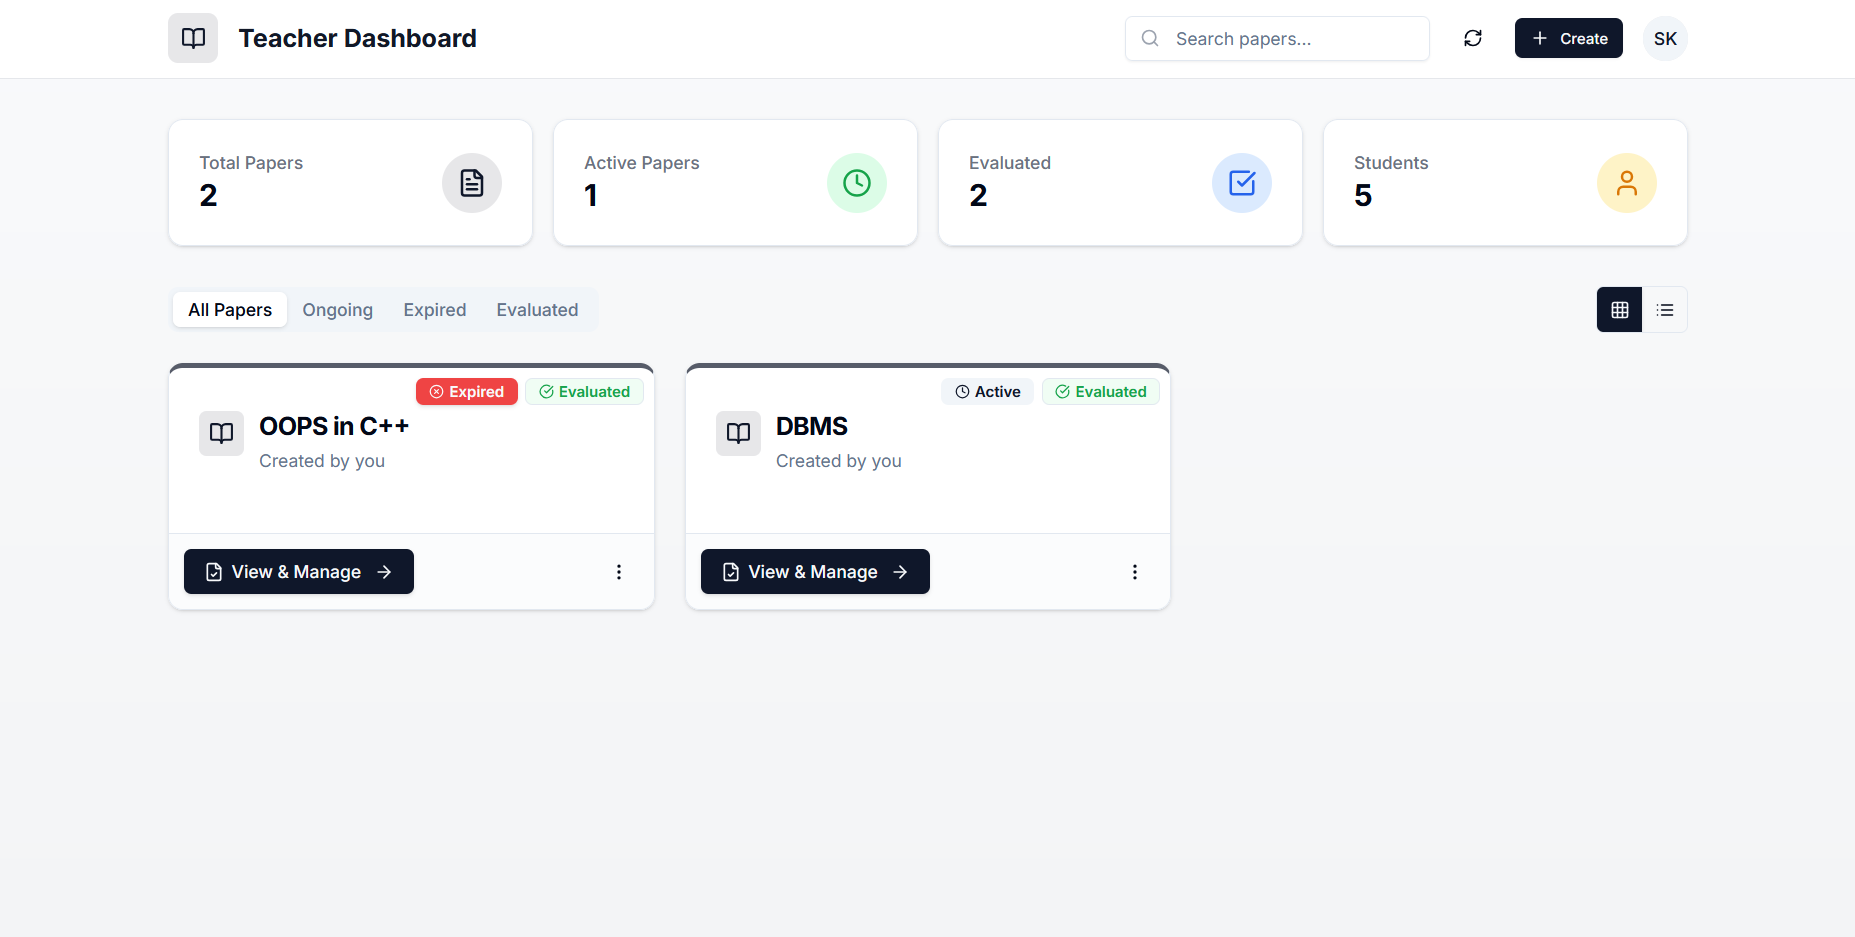 Teacher Dashboard
Search papers...
Create
SK
Total Papers
2
Active Papers
1
Evaluated
2
Students
5
All Papers
Ongoing
Expired
Evaluated
Expired
Evaluated
OOPS in C++
Created by you
View & Manage
Active
Evaluated
DBMS
Created by you
View & Manage